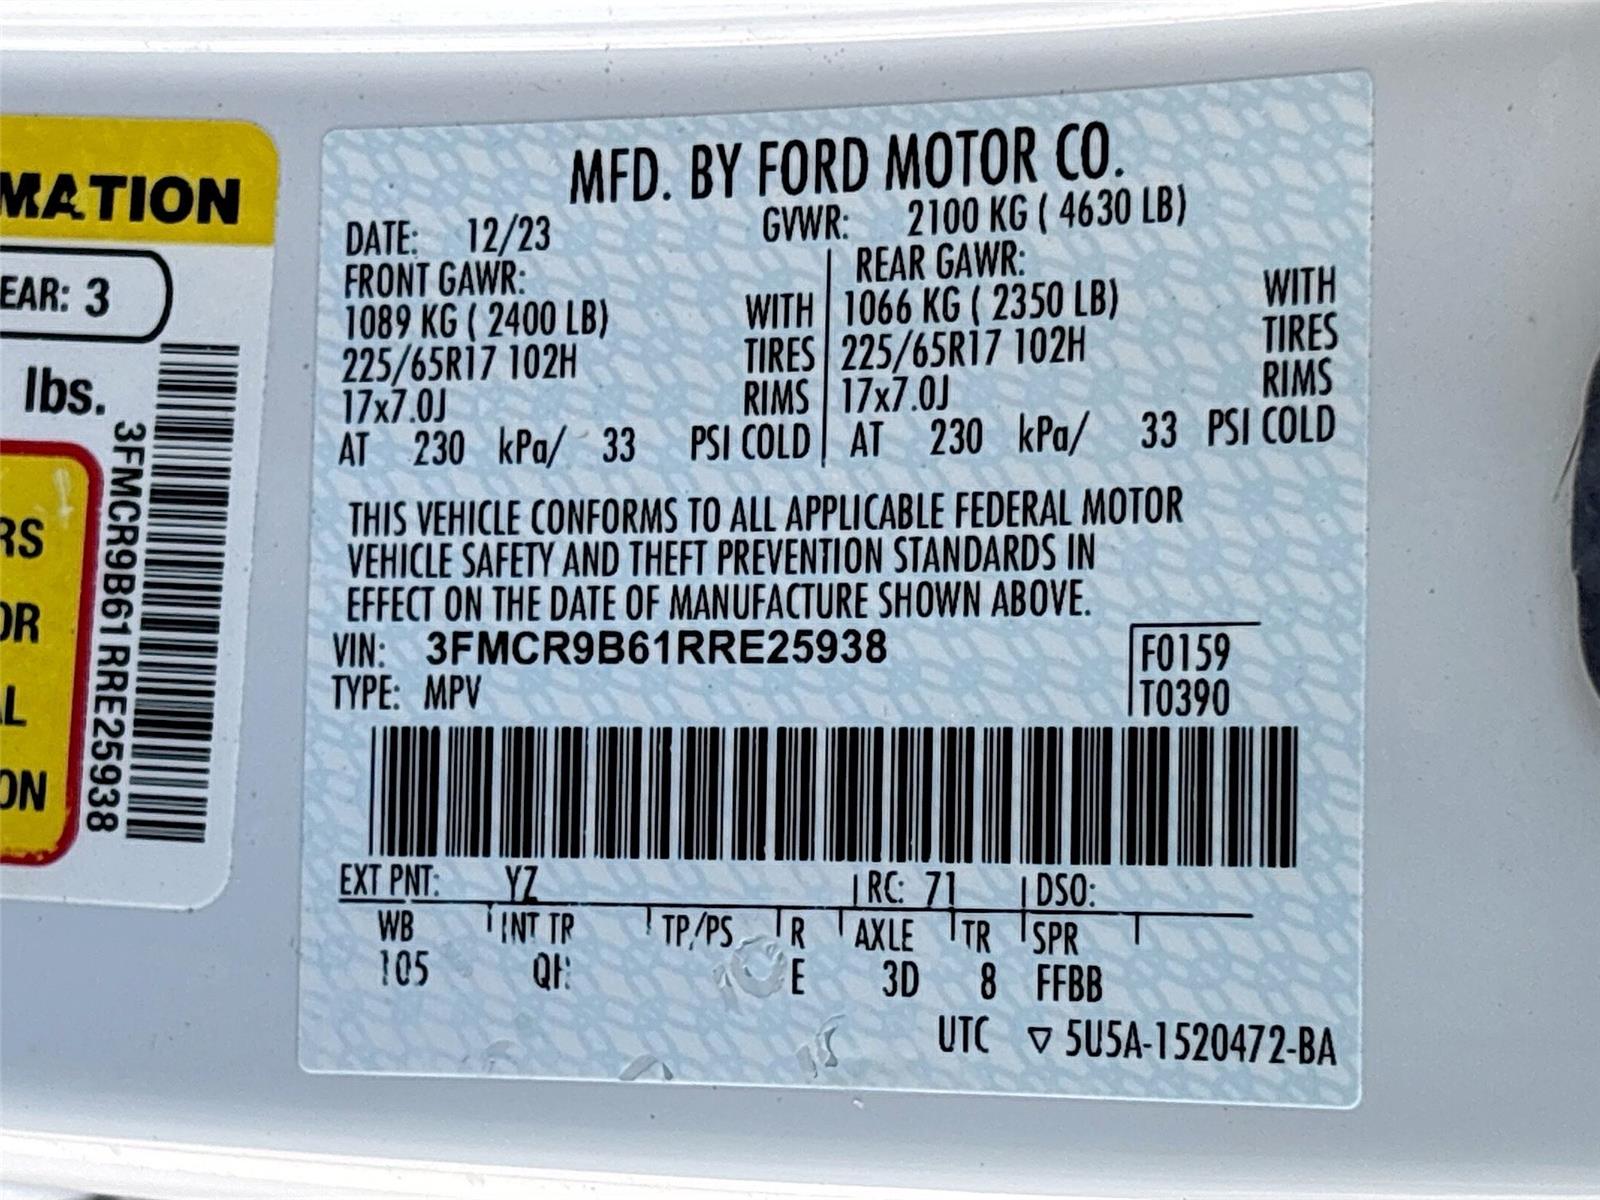 MATION
EAR: 3
lbs.
RS
OR
AL
ON
3FMCR9B61RRE25938
MFD. BY FORD MOTOR CO.
DATE: 12/23 GVWR: 2100 KG ( 4630 LB)
FRONT GAWR: REAR GAWR:
1089 KG ( 2400 LB) WITH 1066 KG ( 2350 LB) WITH
225/65R17 102H TIRES 225/65R17 102H TIRES
17x7.0J RIMS 17x7.0J RIMS
AT 230 kPa/ 33 PSI COLD AT 230 kPa/ 33 PSI COLD
THIS VEHICLE CONFORMS TO ALL APPLICABLE FEDERAL MOTOR
VEHICLE SAFETY AND THEFT PREVENTION STANDARDS IN
EFFECT ON THE DATE OF MANUFACTURE SHOWN ABOVE.
VIN: 3FMCR9B61RRE25938 F0159
TYPE: MPV T0390
EXT PNT: YZ RC: 71 DSO:
WB INT TR TP/PS R AXLE TR SPR
105 E 3D 8 FFBB
UTC ▽ 5U5A-1520472-BA